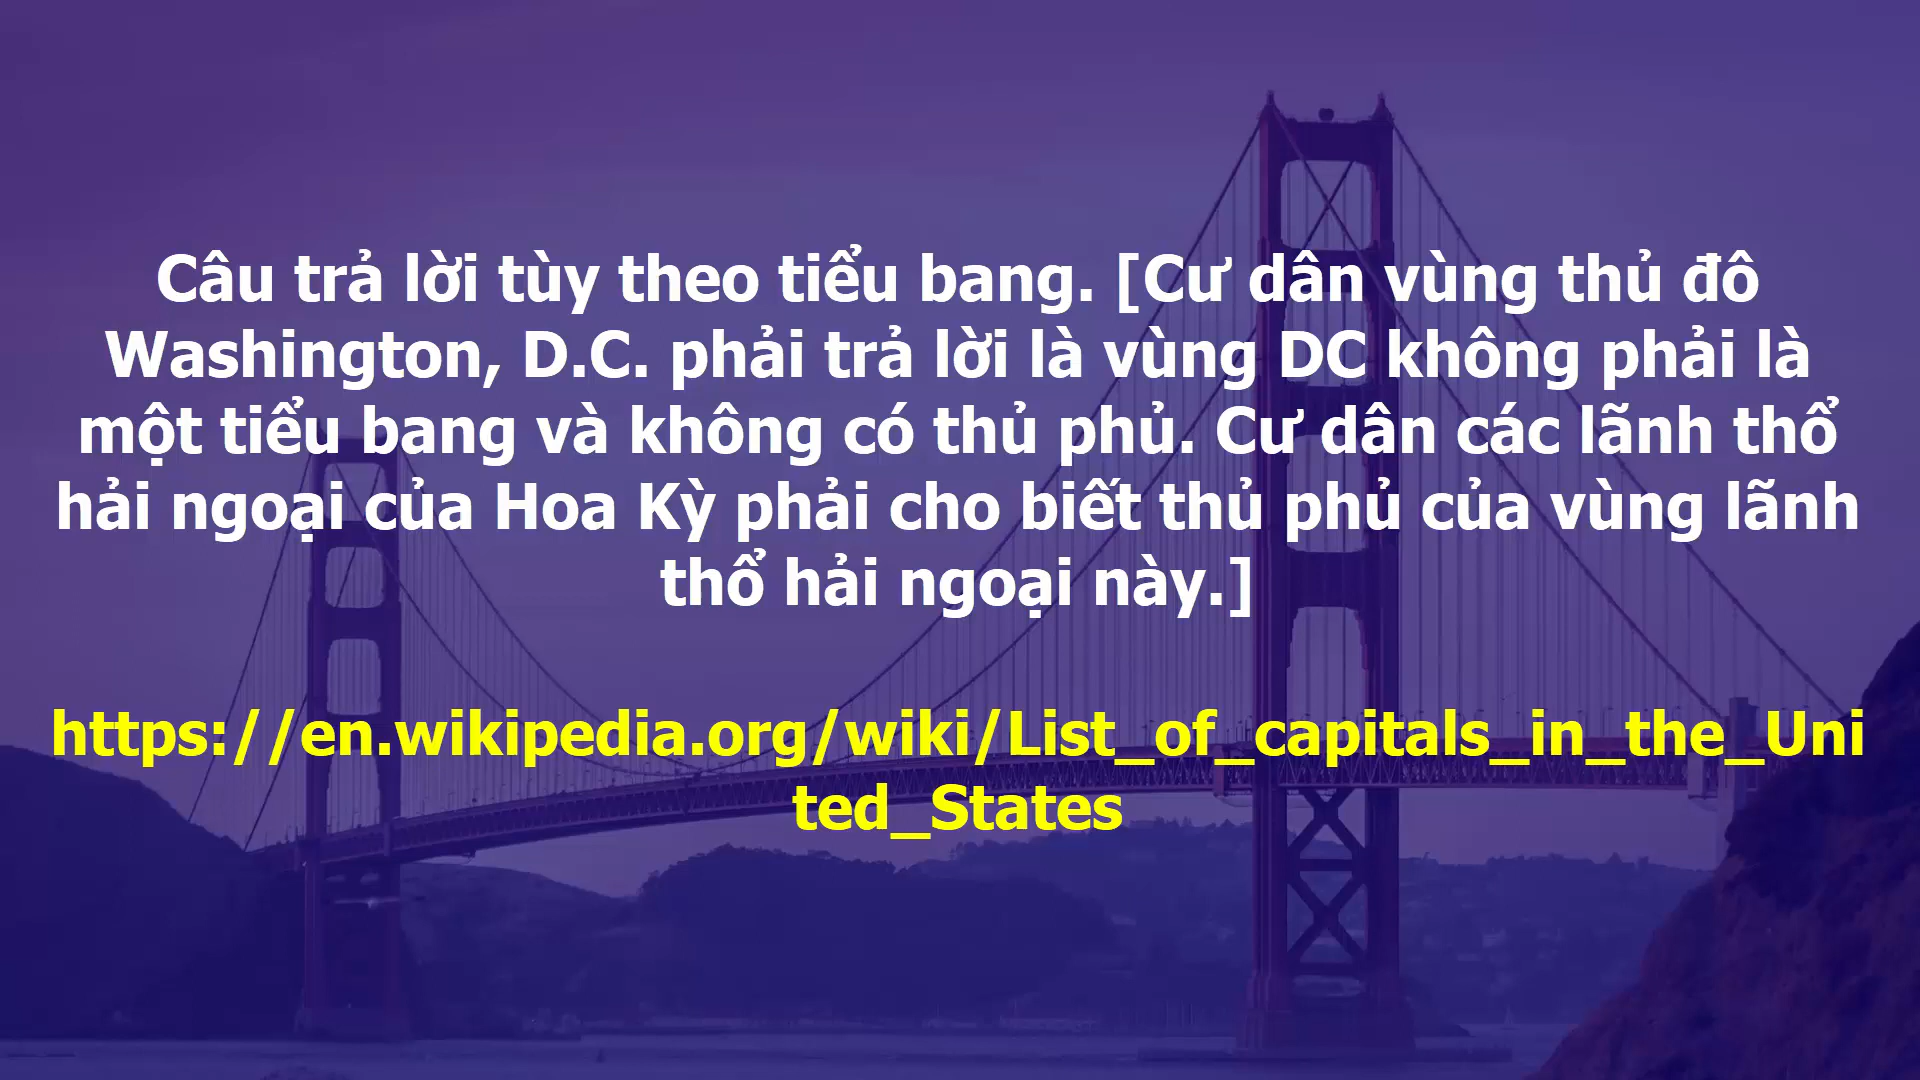 Câu trả lời tùy theo tiểu bang. [Cư dân vùng thủ đô
Washington, D.C. phải trả lời là vùng DC không phải là
một tiểu bang và không có thủ phủ. Cư dân các lãnh thổ
hải ngoại của Hoa Kỳ phải cho biết thủ phủ của vùng lãnh
thổ hải ngoại này.]
https://en.wikipedia.org/wiki/List_of_capitals_in_the_Uni
ted_States